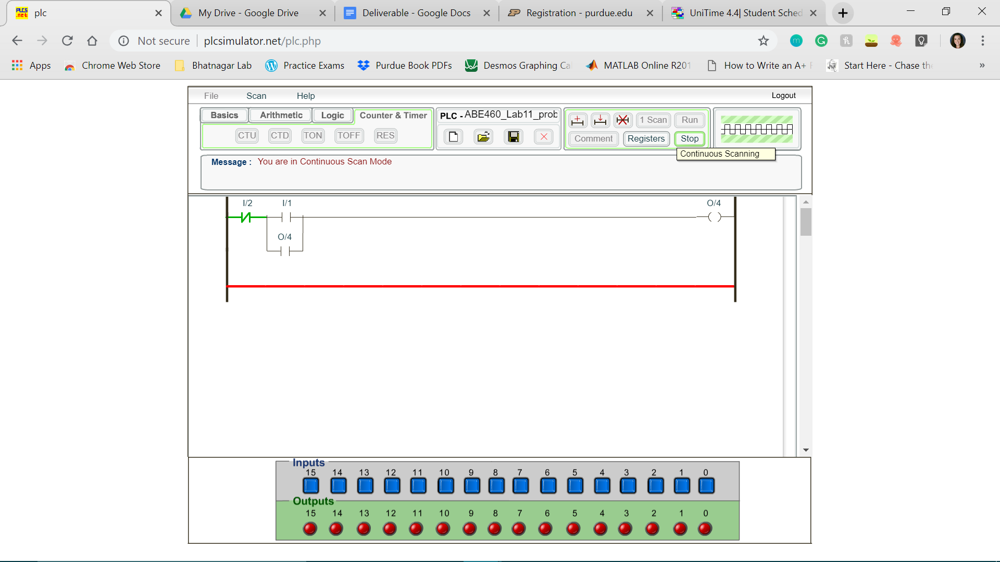 plc
My Drive - Google Drive
Deliverable - Google Docs
Registration - purdue.edu
UniTime 4.4| Student Sched
Not secure
plcsimulator.net/plc.php
Apps
Chrome Web Store
Bhatnagar Lab
Practice Exams
Purdue Book PDFs
Desmos Graphing Ca
MATLAB Online R201
How to Write an A+
Start Here - Chase the
»
File Scan Help Logout
Basics Arithmetic Logic Counter & Timer
PLC - ABE460_Lab11_prob
1 Scan Run
CTU CTD TON TOFF RES
Comment Registers Stop
Continuous Scanning
Message : You are in Continuous Scan Mode
I/2 I/1 O/4
O/4
Inputs
15 14 13 12 11 10 9 8 7 6 5 4 3 2 1 0
Outputs
15 14 13 12 11 10 9 8 7 6 5 4 3 2 1 0